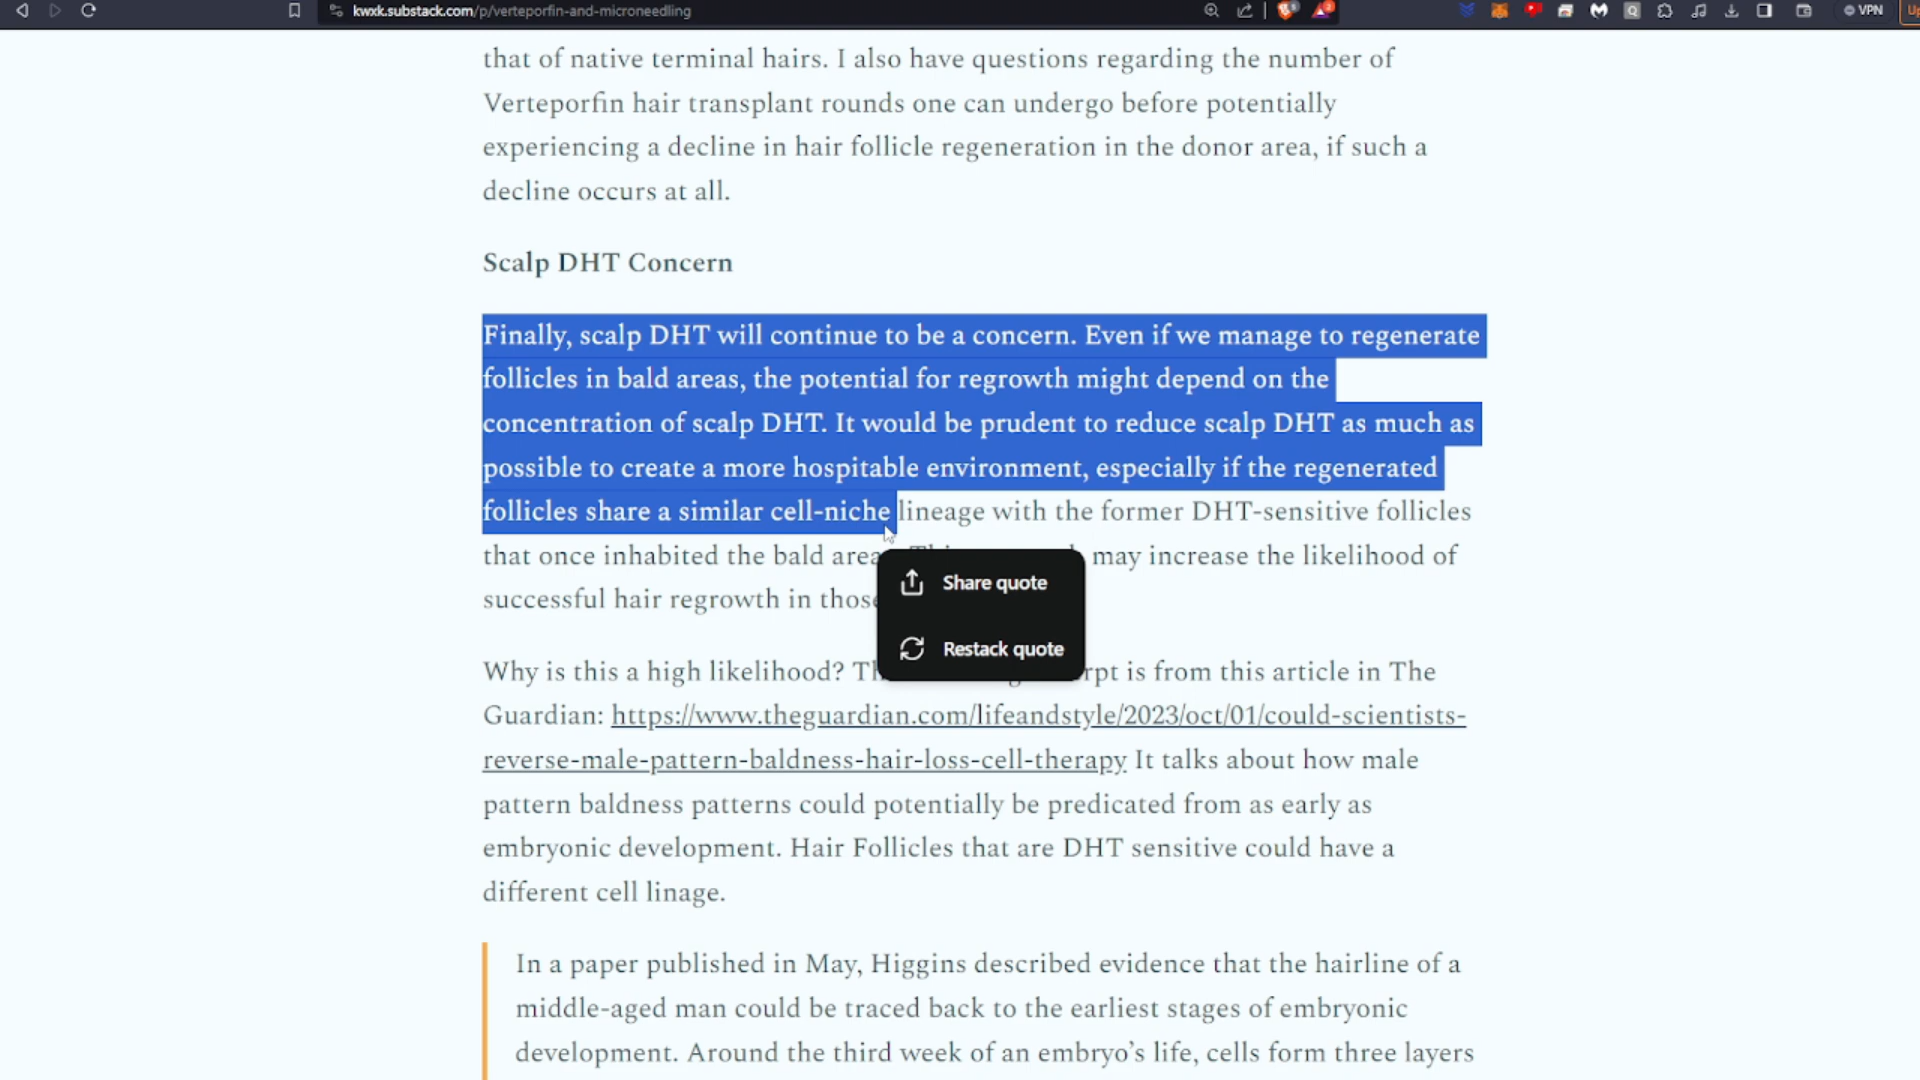 kwxk.substack.com/p/verteporfin-and-microneedling
VPN
that of native terminal hairs. I also have questions regarding the number of
Verteporfin hair transplant rounds one can undergo before potentially
experiencing a decline in hair follicle regeneration in the donor area, if such a
decline occurs at all.
Scalp DHT Concern
Finally, scalp DHT will continue to be a concern. Even if we manage to regenerate
follicles in bald areas, the potential for regrowth might depend on the
concentration of scalp DHT. It would be prudent to reduce scalp DHT as much as
possible to create a more hospitable environment, especially if the regenerated
follicles share a similar cell-niche lineage with the former DHT-sensitive follicles
that once inhabited the bald may increase the likelihood of
successful hair regrowth in
Share quote
Restack quote
Why is this a high likelihood? is from this article in The
Guardian: https://www.theguardian.com/lifeandstyle/2023/oct/01/could-scientists-
reverse-male-pattern-baldness-hair-loss-cell-therapy It talks about how male
pattern baldness patterns could potentially be predicated from as early as
embryonic development. Hair Follicles that are DHT sensitive could have a
different cell linage.
In a paper published in May, Higgins described evidence that the hairline of a
middle-aged man could be traced back to the earliest stages of embryonic
development. Around the third week of an embryo's life, cells form three layers